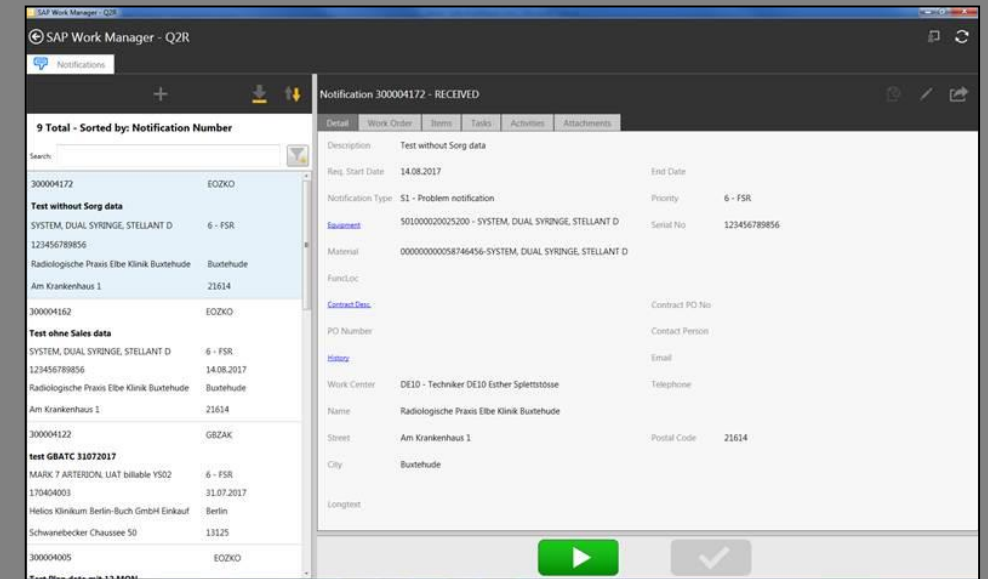 SAP Work Manager - Q2R
SAP Work Manager - Q2R
Notifications
Notification 300004172 - RECEIVED
9 Total - Sorted by: Notification Number
Search:
300004172 EOZKO
Test without Sorg data
SYSTEM, DUAL SYRINGE, STELLANT D 6 - FSR
123456789856
Radiologische Praxis Elbe Klinik Buxtehude Buxtehude
Am Krankenhaus 1 21614
300004162 EOZKO
Test ohne Sales data
SYSTEM, DUAL SYRINGE, STELLANT D 6 - FSR
123456789856 14.08.2017
Radiologische Praxis Elbe Klinik Buxtehude Buxtehude
Am Krankenhaus 1 21614
300004122 GBZAK
test GBATC 31072017
MARK 7 ARTERION, UAT billable YS02 6 - FSR
170404003 31.07.2017
Helios Klinikum Berlin-Buch GmbH Einkauf Berlin
Schwanebecker Chaussee 50 13125
300004005 EOZKO
Test Plan date mit 12 MON
Detail Work Order Items Tasks Activities Attachments
Description Test without Sorg data
Req. Start Date 14.08.2017 End Date
Notification Type S1 - Problem notification Priority 6 - FSR
Equipment 501000020025200 - SYSTEM, DUAL SYRINGE, STELLANT D Serial No 123456789856
Material 000000000058746456-SYSTEM, DUAL SYRINGE, STELLANT D
FuncLoc
Contract Desc. Contract PO No
PO Number Contact Person
History Email
Work Center DE10 - Techniker DE10 Esther Splettstösse Telephone
Name Radiologische Praxis Elbe Klinik Buxtehude
Street Am Krankenhaus 1 Postal Code 21614
City Buxtehude
Longtext